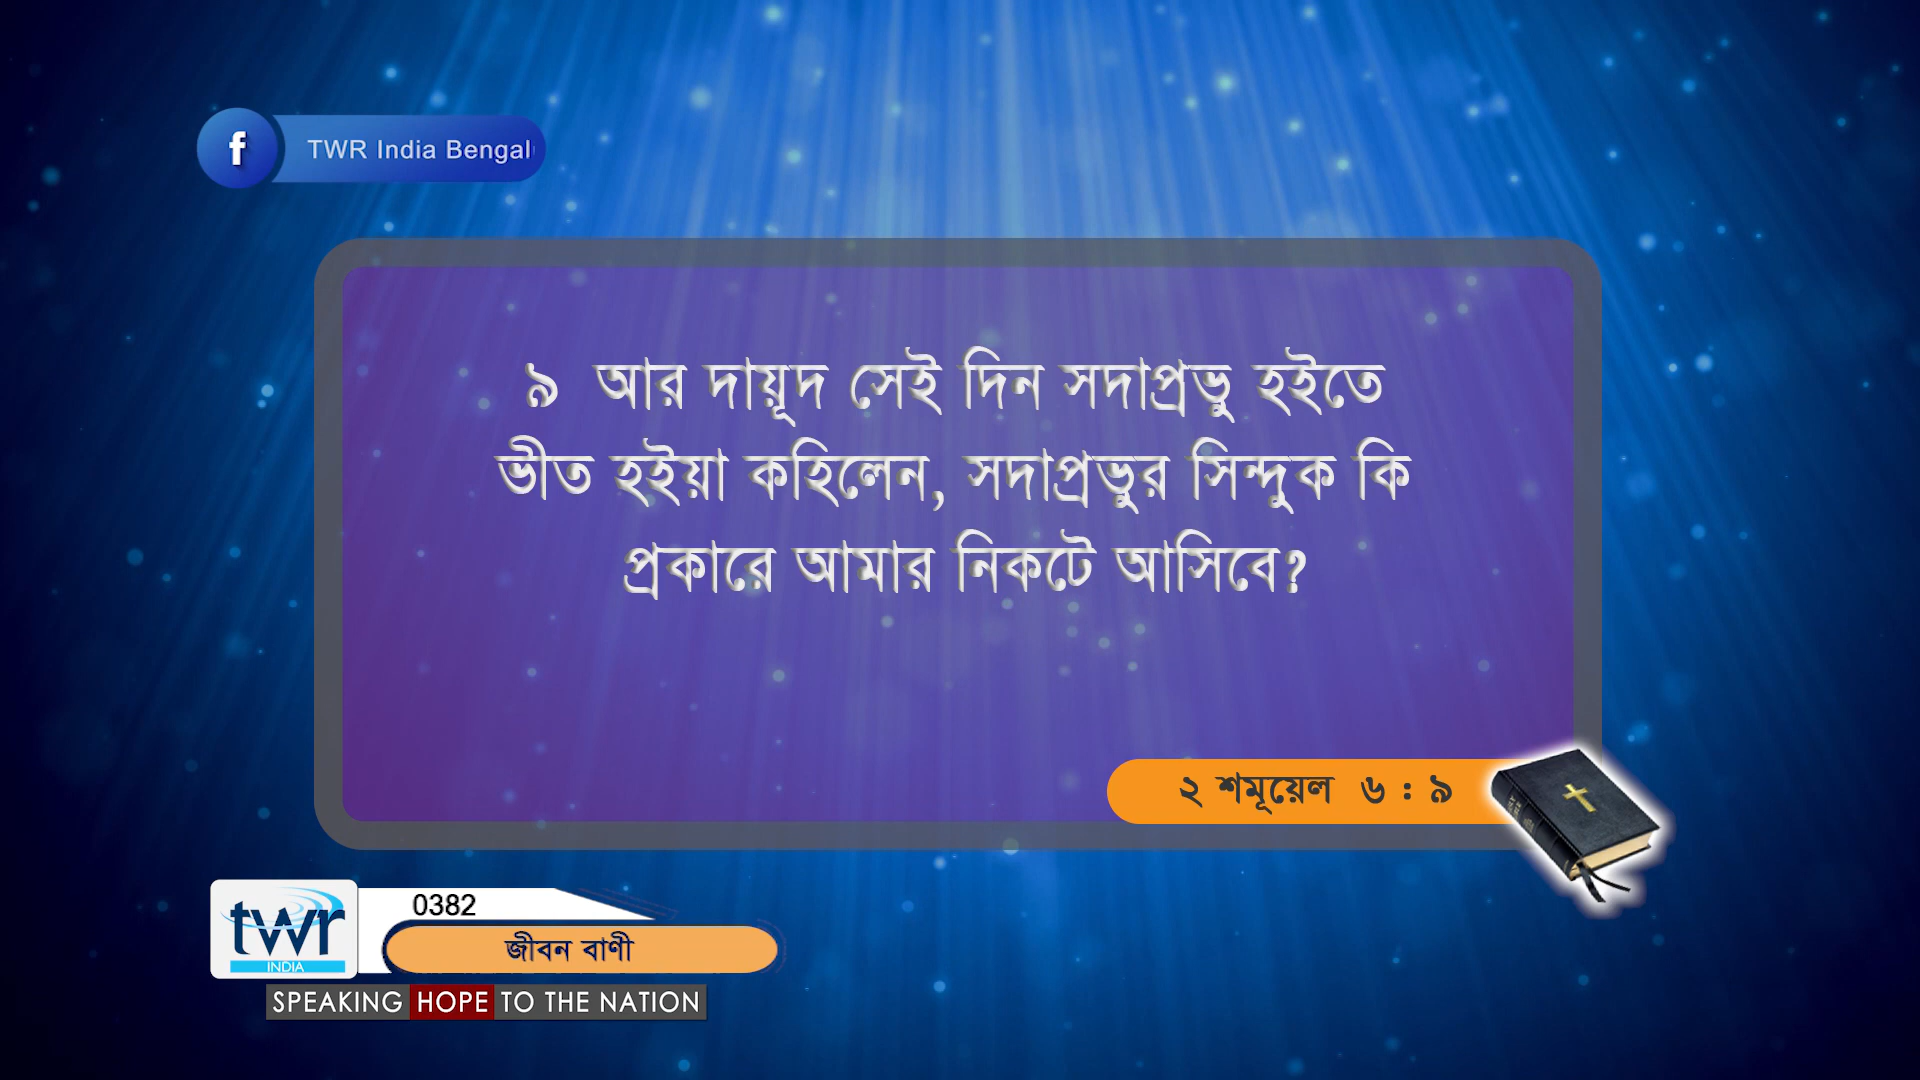 f
TWR India Bengal
৯ আর দায়ূদ সেই দিন সদাপ্রভু হইতে
ভীত হইয়া কহিলেন, সদাপ্রভুর সিন্দুক কি
প্রকারে আমার নিকটে আসিবে?
২ শমূয়েল ৬ : ৯
twr
INDIA
0382
জীবন বাণী
SPEAKING HOPE TO THE NATION